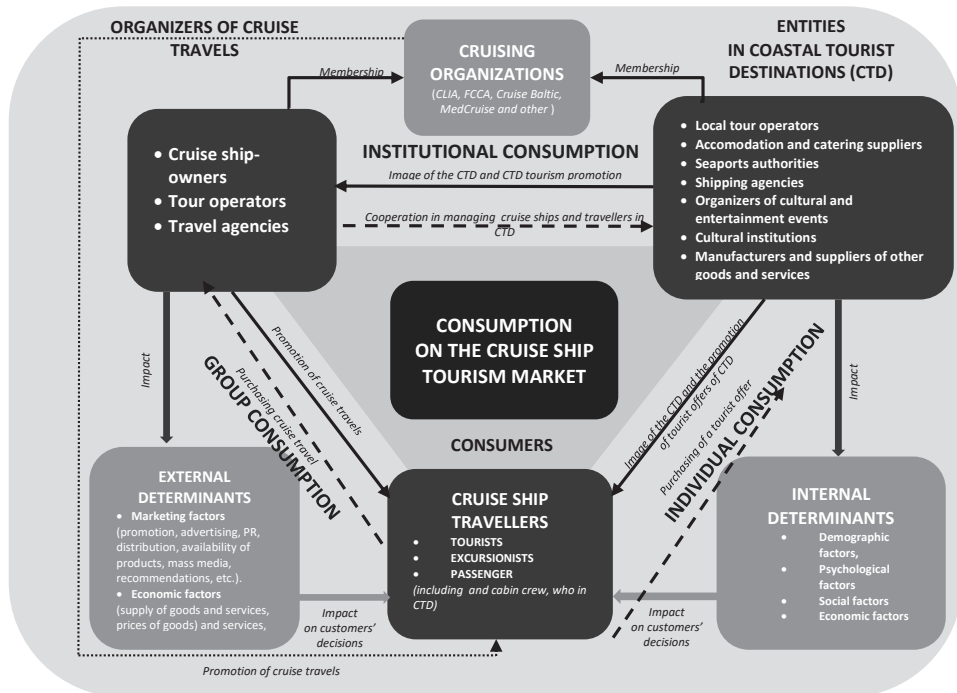 ORGANIZERS OF CRUISE
TRAVELS
ENTITIES
IN COASTAL TOURIST
DESTINATIONS (CTD)
CRUISING
ORGANIZATIONS
(CLIA, FCCA, Cruise Baltic,
MedCruise and other )
Membership
Membership
• Cruise ship-
owners
• Tour operators
• Travel agencies
INSTITUTIONAL CONSUMPTION
Image of the CTD and CTD tourism promotion
Cooperation in managing cruise ships and travellers in
CTD
• Local tour operators
• Accomodation and catering suppliers
• Seaports authorities
• Shipping agencies
• Organizers of cultural and
entertainment events
• Cultural institutions
• Manufacturers and suppliers of other
goods and services
CONSUMPTION
ON THE CRUISE SHIP
TOURISM MARKET
Impact
Promotion of cruise travels
Purchasing cruise travel
GROUP CONSUMPTION
Image of the CTD and the promotion
of tourist offers of CTD
Purchasing of a tourist offer
INDIVIDUAL CONSUMPTION
Impact
CONSUMERS
EXTERNAL
DETERMINANTS
• Marketing factors
(promotion, advertising, PR,
distribution, availability of
products, mass media,
recommendations, etc.).
• Economic factors
(supply of goods and services,
prices of goods) and services,
CRUISE SHIP
TRAVELLERS
• TOURISTS
• EXCURSIONISTS
• PASSENGER
(including and cabin crew, who in
CTD)
INTERNAL
DETERMINANTS
• Demographic
factors,
• Psychological
factors
• Social factors
• Economic factors
Impact
on customers'
decisions
Impact
on customers'
decisions
Promotion of cruise travels